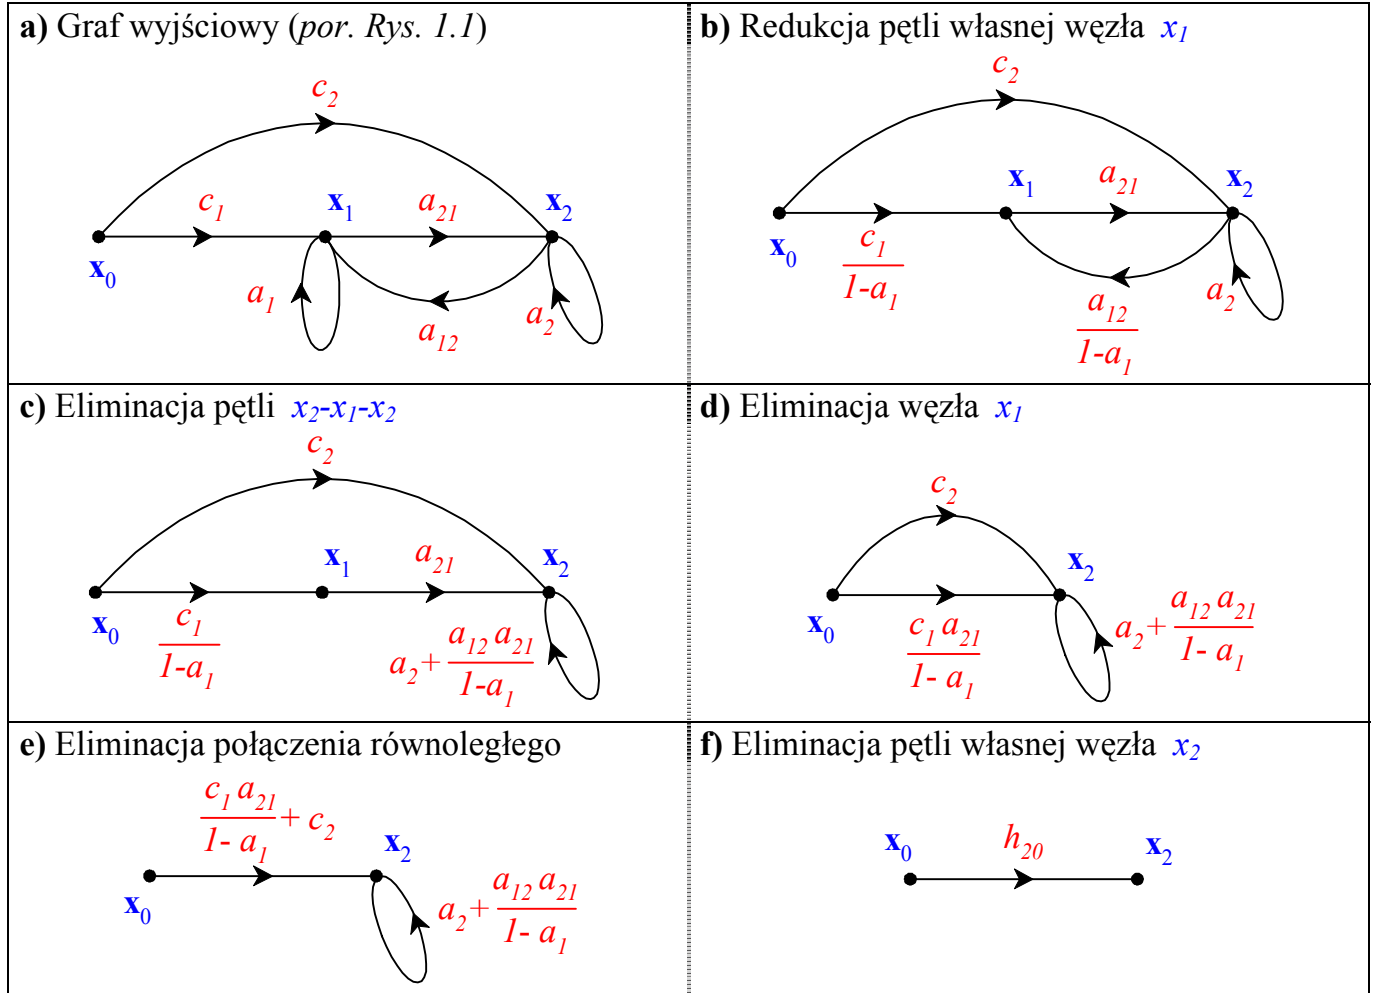 a) Graf wyjściowy (por. Rys. 1.1)
c₂
c₁
x₁
a₂₁
x₂
x₀
a₁
a₁₂
a₂
b) Redukcja pętli własnej węzła x₁
c₂
x₁
a₂₁
x₂
x₀
c₁
1-a₁
a₁₂
1-a₁
a₂
c) Eliminacja pętli x₂-x₁-x₂
c₂
x₁
a₂₁
x₂
x₀
c₁
1-a₁
a₂+
a₁₂ a₂₁
1-a₁
d) Eliminacja węzła x₁
c₂
x₂
x₀
c₁ a₂₁
1- a₁
a₂+
a₁₂ a₂₁
1- a₁
e) Eliminacja połączenia równoległego
c₁ a₂₁
1- a₁
+ c₂
x₂
x₀
a₂+
a₁₂ a₂₁
1- a₁
f) Eliminacja pętli własnej węzła x₂
x₀
h₂₀
x₂